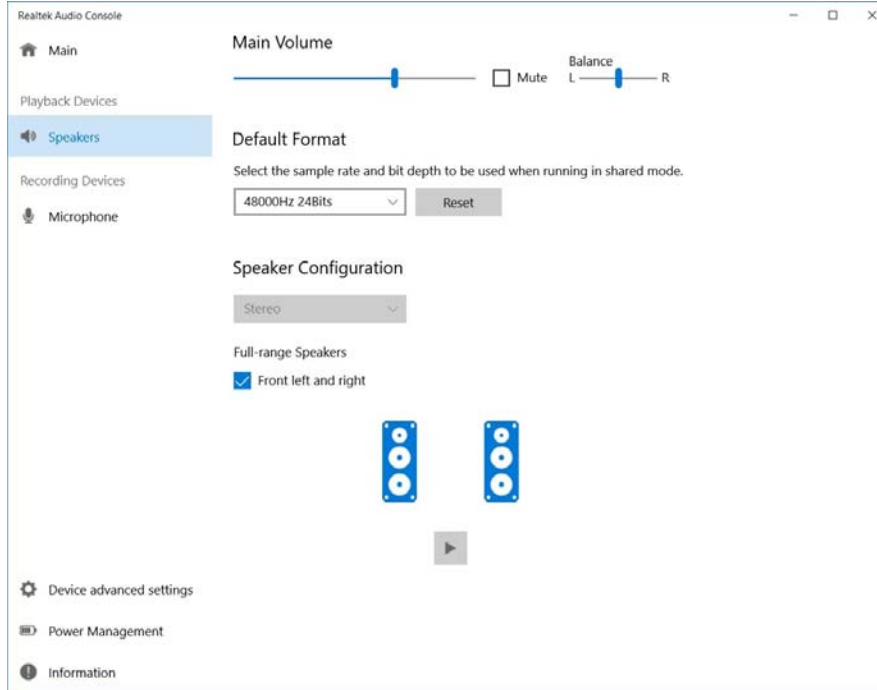 Realtek Audio Console
Main
Playback Devices
Speakers
Recording Devices
Microphone
Device advanced settings
Power Management
Information
Main Volume
Mute
Balance
L R
Default Format
Select the sample rate and bit depth to be used when running in shared mode.
48000Hz 24Bits
Reset
Speaker Configuration
Stereo
Full-range Speakers
Front left and right